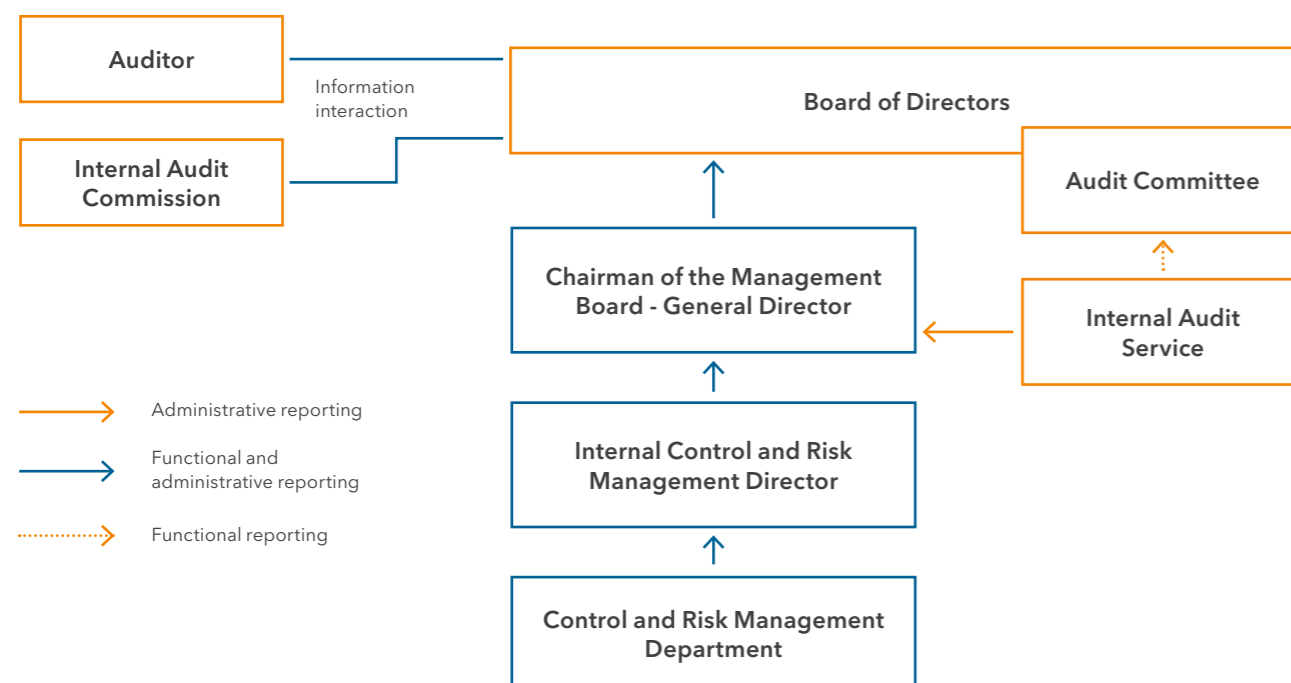 Auditor
Information
interaction
Board of Directors
Internal Audit
Commission
Audit Committee
Chairman of the Management
Board - General Director
Internal Audit
Service
Administrative reporting
Functional and
administrative reporting
Functional reporting
Internal Control and Risk
Management Director
Control and Risk Management
Department